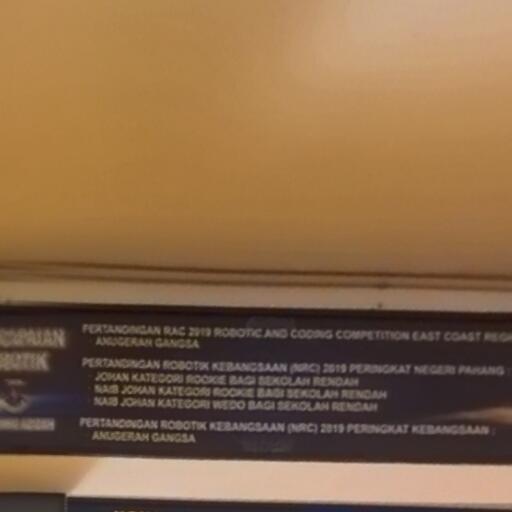 PERTANDINGAN RAC 2019 ROBOTIC AND CODING COMPETITION EAST COAST
ANUGERAH GANGSA
PERTANDINGAN ROBOTIK KEBANGSAAN (NRC) 2019 PERINGKAT NEGERI PAHANG :
JOHAN KATEGORI ROOKIE BAGI SEKOLAH RENDAH
NAIB JOHAN KATEGORI ROOKIE BAGI SEKOLAH RENDAH
NAIB JOHAN KATEGORI WEDO BAGI SEKOLAH RENDAH
PERTANDINGAN ROBOTIK KEBANGSAAN (NRC) 2019 PERINGKAT KEBANGSAAN :
ANUGERAH GANGSA